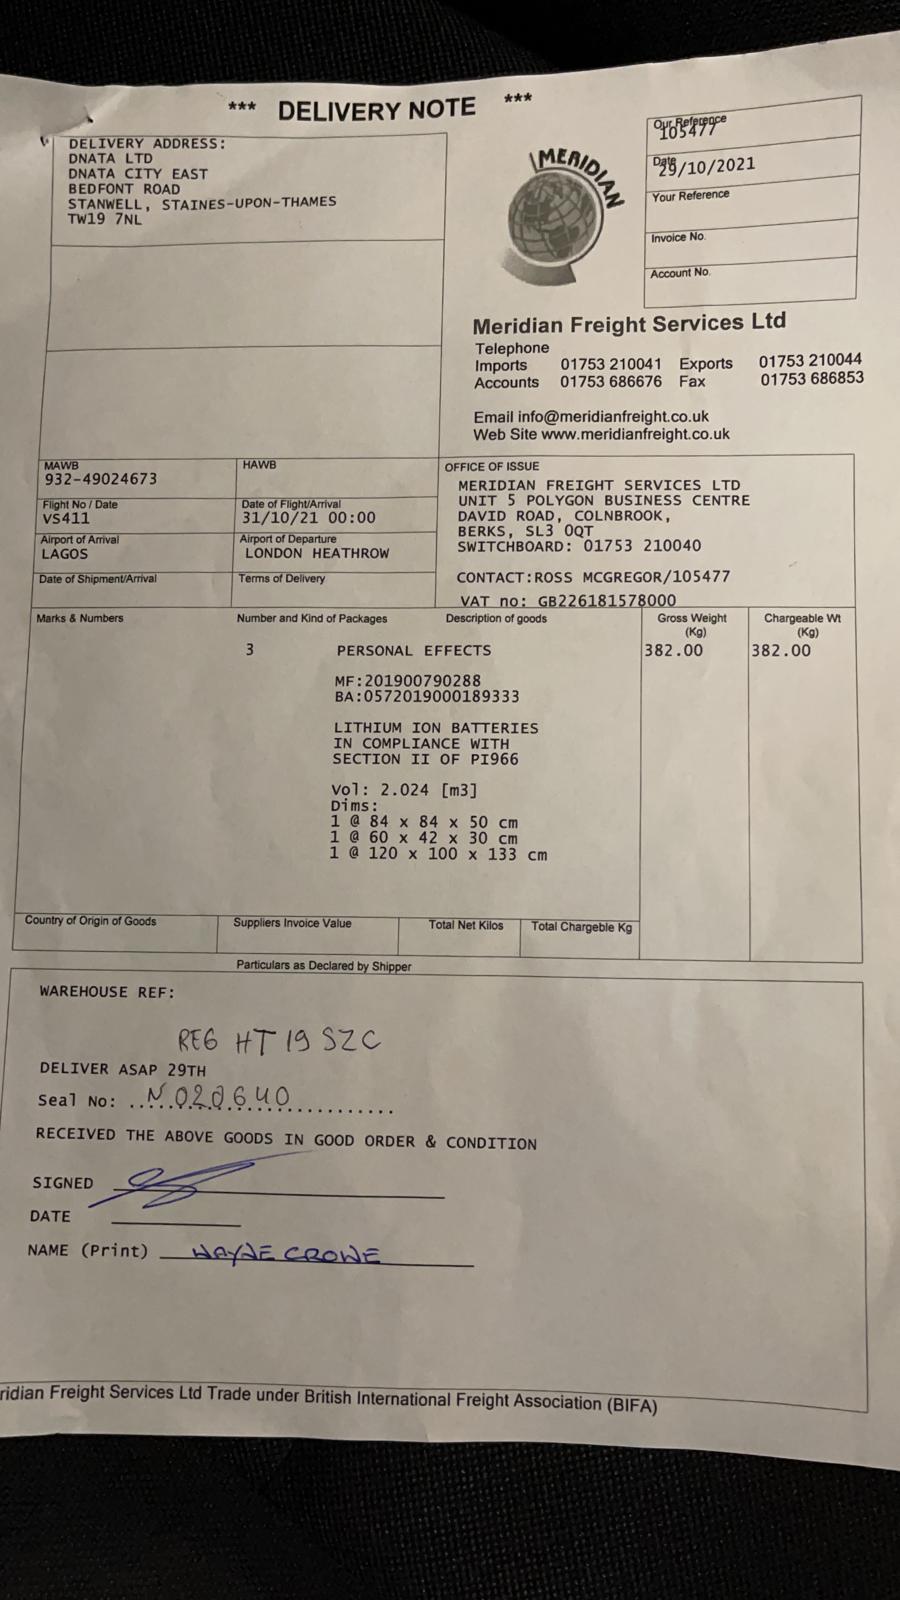 *** DELIVERY NOTE ***
DELIVERY ADDRESS:
DNATA LTD
DNATA CITY EAST
BEDFONT ROAD
STANWELL, STAINES-UPON-THAMES
TW19 7NL
MERIDIAN
Our Reference
105477
Date
29/10/2021
Your Reference
Invoice No.
Account No.
Meridian Freight Services Ltd
Telephone
Imports 01753 210041 Exports 01753 210044
Accounts 01753 686676 Fax 01753 686853
Email info@meridianfreight.co.uk
Web Site www.meridianfreight.co.uk
MAWB
932-49024673
HAWB
Flight No / Date
VS411
Date of Flight/Arrival
31/10/21 00:00
Airport of Arrival
LAGOS
Airport of Departure
LONDON HEATHROW
Date of Shipment/Arrival
Terms of Delivery
OFFICE OF ISSUE
MERIDIAN FREIGHT SERVICES LTD
UNIT 5 POLYGON BUSINESS CENTRE
DAVID ROAD, COLNBROOK,
BERKS, SL3 0QT
SWITCHBOARD: 01753 210040
CONTACT:ROSS MCGREGOR/105477
VAT no: GB226181578000
Marks & Numbers
Number and Kind of Packages
Description of goods
Gross Weight
(Kg)
Chargeable Wt
(Kg)
3 PERSONAL EFFECTS 382.00 382.00
MF:201900790288
BA:0572019000189333
LITHIUM ION BATTERIES
IN COMPLIANCE WITH
SECTION II OF PI966
Vol: 2.024 [m3]
Dims:
1 @ 84 x 84 x 50 cm
1 @ 60 x 42 x 30 cm
1 @ 120 x 100 x 133 cm
Country of Origin of Goods
Suppliers Invoice Value
Total Net Kilos
Total Chargeble Kg
Particulars as Declared by Shipper
WAREHOUSE REF:
REG HT19 SZC
DELIVER ASAP 29TH
Seal No: N020640
RECEIVED THE ABOVE GOODS IN GOOD ORDER & CONDITION
SIGNED
DATE
NAME (Print) WAYNE CROWE
ridian Freight Services Ltd Trade under British International Freight Association (BIFA)